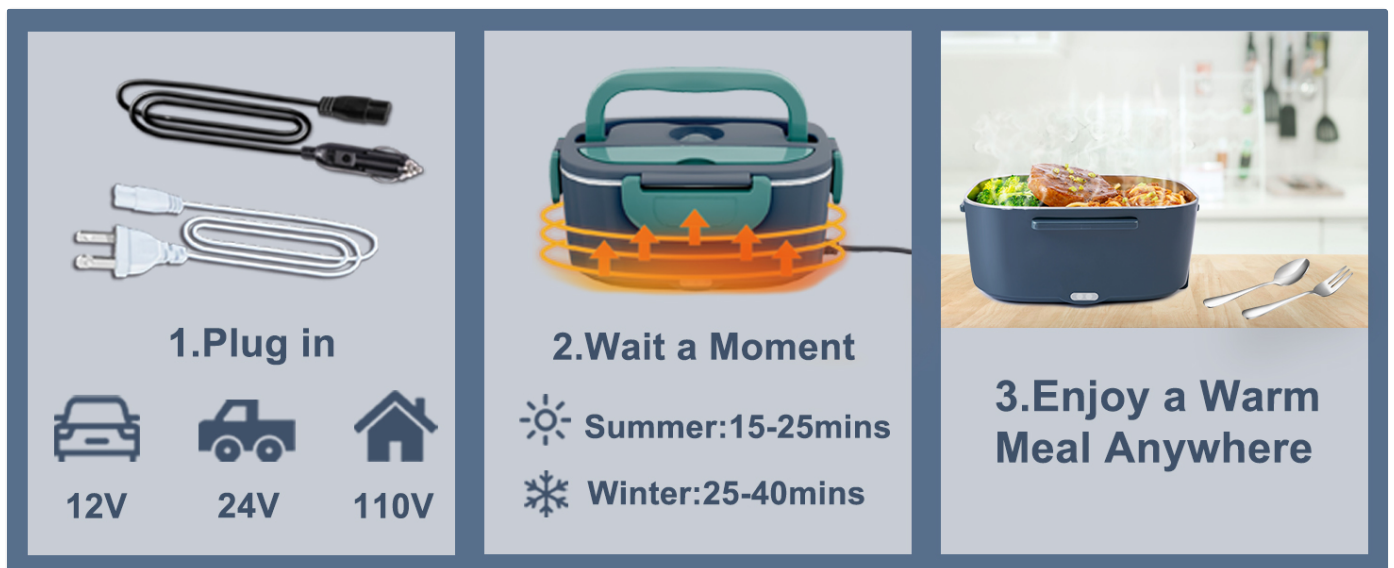 1.Plug in
12V
24V
110V
2.Wait a Moment
Summer:15-25mins
Winter:25-40mins
3.Enjoy a Warm
Meal Anywhere